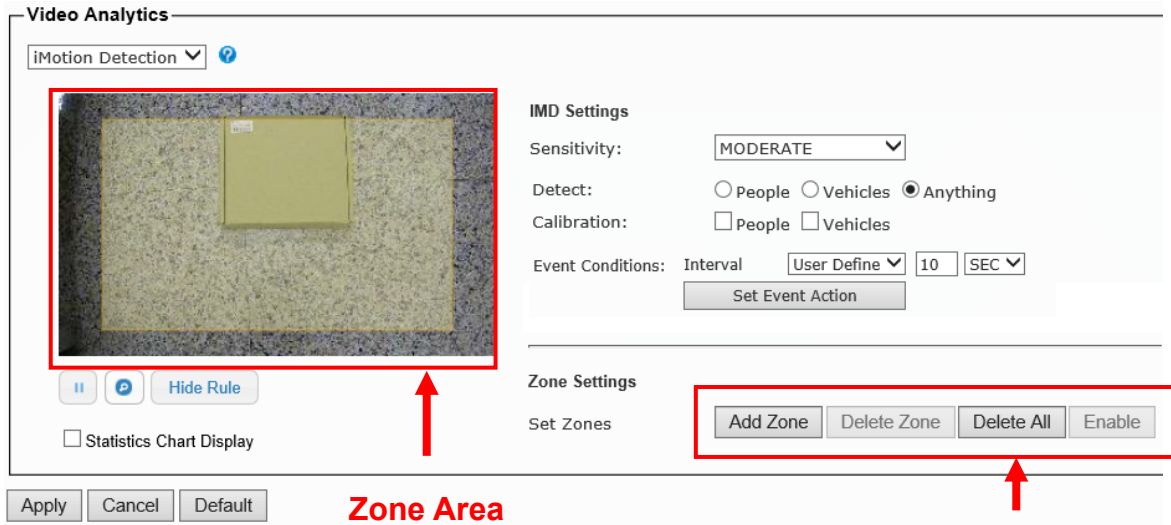 Video Analytics
iMotion Detection
IMD Settings
Sensitivity: MODERATE
Detect: People Vehicles Anything
Calibration: People Vehicles
Event Conditions: Interval User Define 10 SEC
Set Event Action
Hide Rule
Statistics Chart Display
Zone Settings
Set Zones Add Zone Delete Zone Delete All Enable
Apply Cancel Default
Zone Area